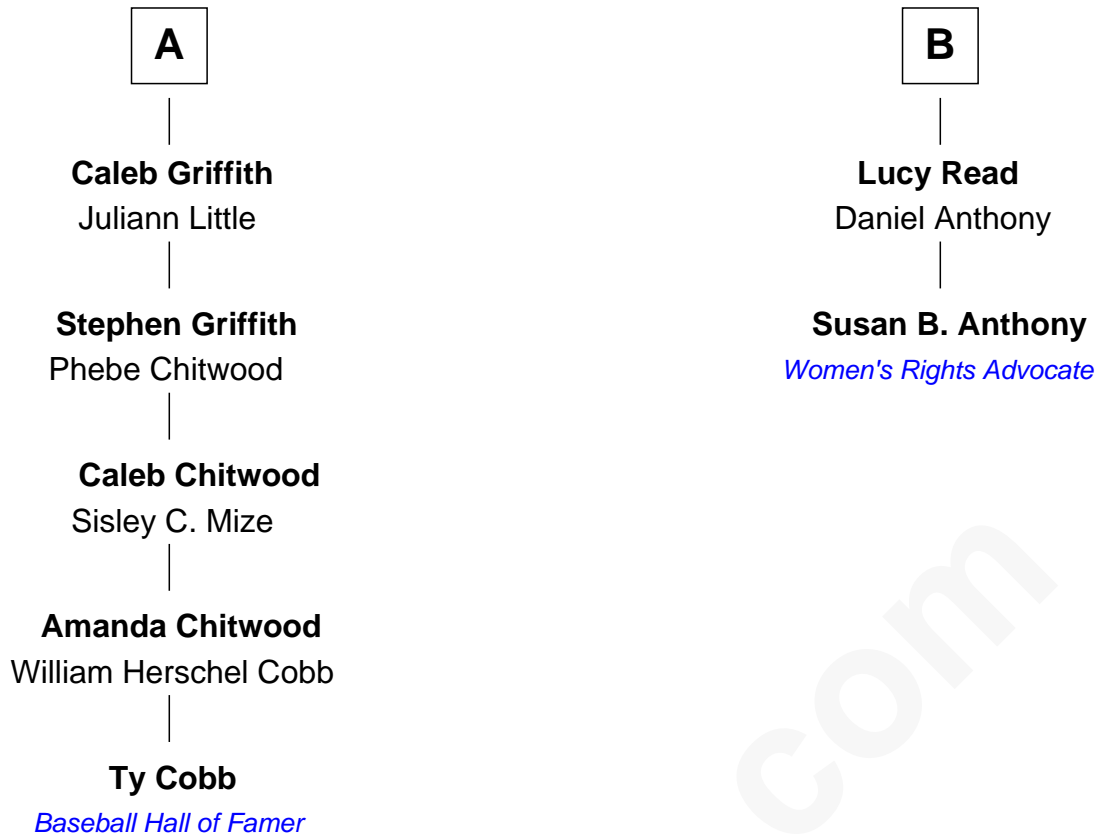 A
Caleb Griffith
Juliann Little
Stephen Griffith
Phebe Chitwood
Caleb Chitwood
Sisley C. Mize
Amanda Chitwood
William Herschel Cobb
Ty Cobb
Baseball Hall of Famer
B
Lucy Read
Daniel Anthony
Susan B. Anthony
Women's Rights Advocate
com